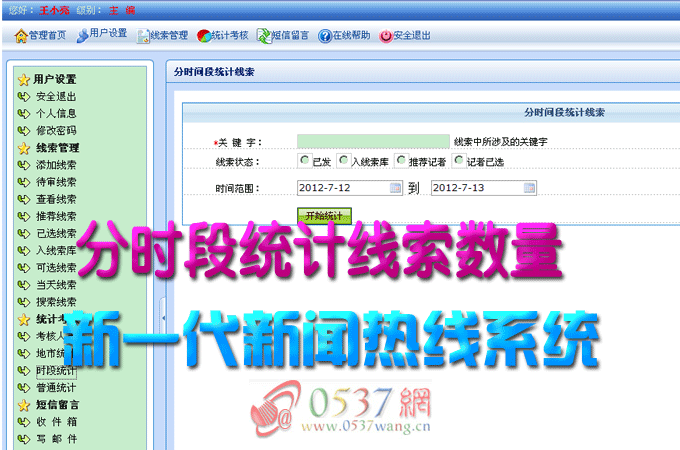 您好： 王小亮 级别： 主 编
管理首页 用户设置 线索管理 统计考核 短信留言 在线帮助 安全退出
用户设置
安全退出
个人信息
修改密码
线索管理
添加线索
待审线索
查看线索
推荐线索
已选线索
入线索库
可选线索
当天线索
搜索线索
统计考
考核人
地市统
时段统计
普通统计
短信留言
收 件 箱
写 邮 件
分时间段统计线索
分时间段统计线索
*关 键 字： 线索中所涉及的关键字
线索状态： 已发 入线索库 推荐记者 记者已选
时间范围： 2012-7-12 到 2012-7-13
开始统计
分时段统计线索数量
新一代新闻热线系统
@ 0537網
www.0537wang.cn